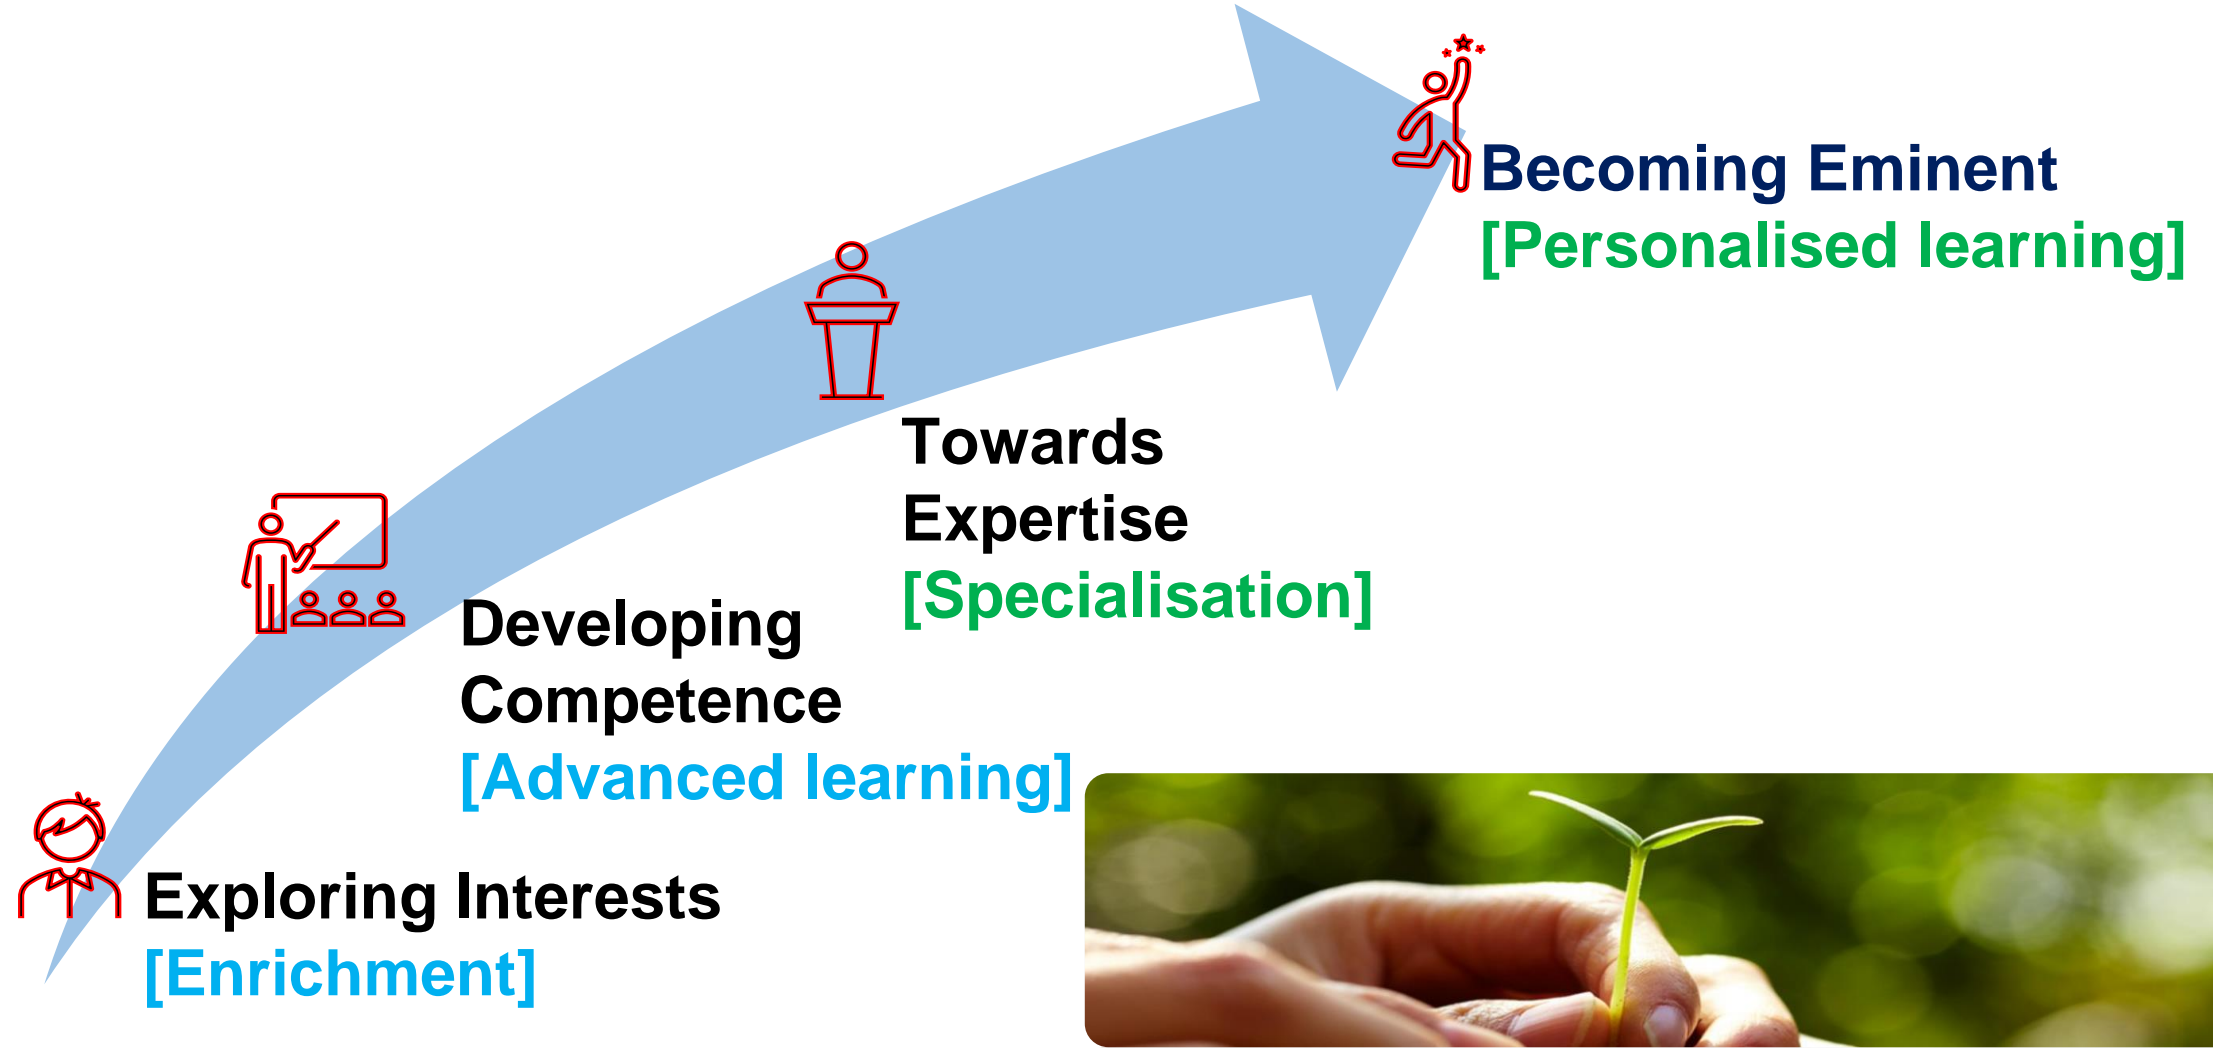 Becoming Eminent
[Personalised learning]
Towards
Expertise
[Specialisation]
Developing
Competence
[Advanced learning]
Exploring Interests
[Enrichment]